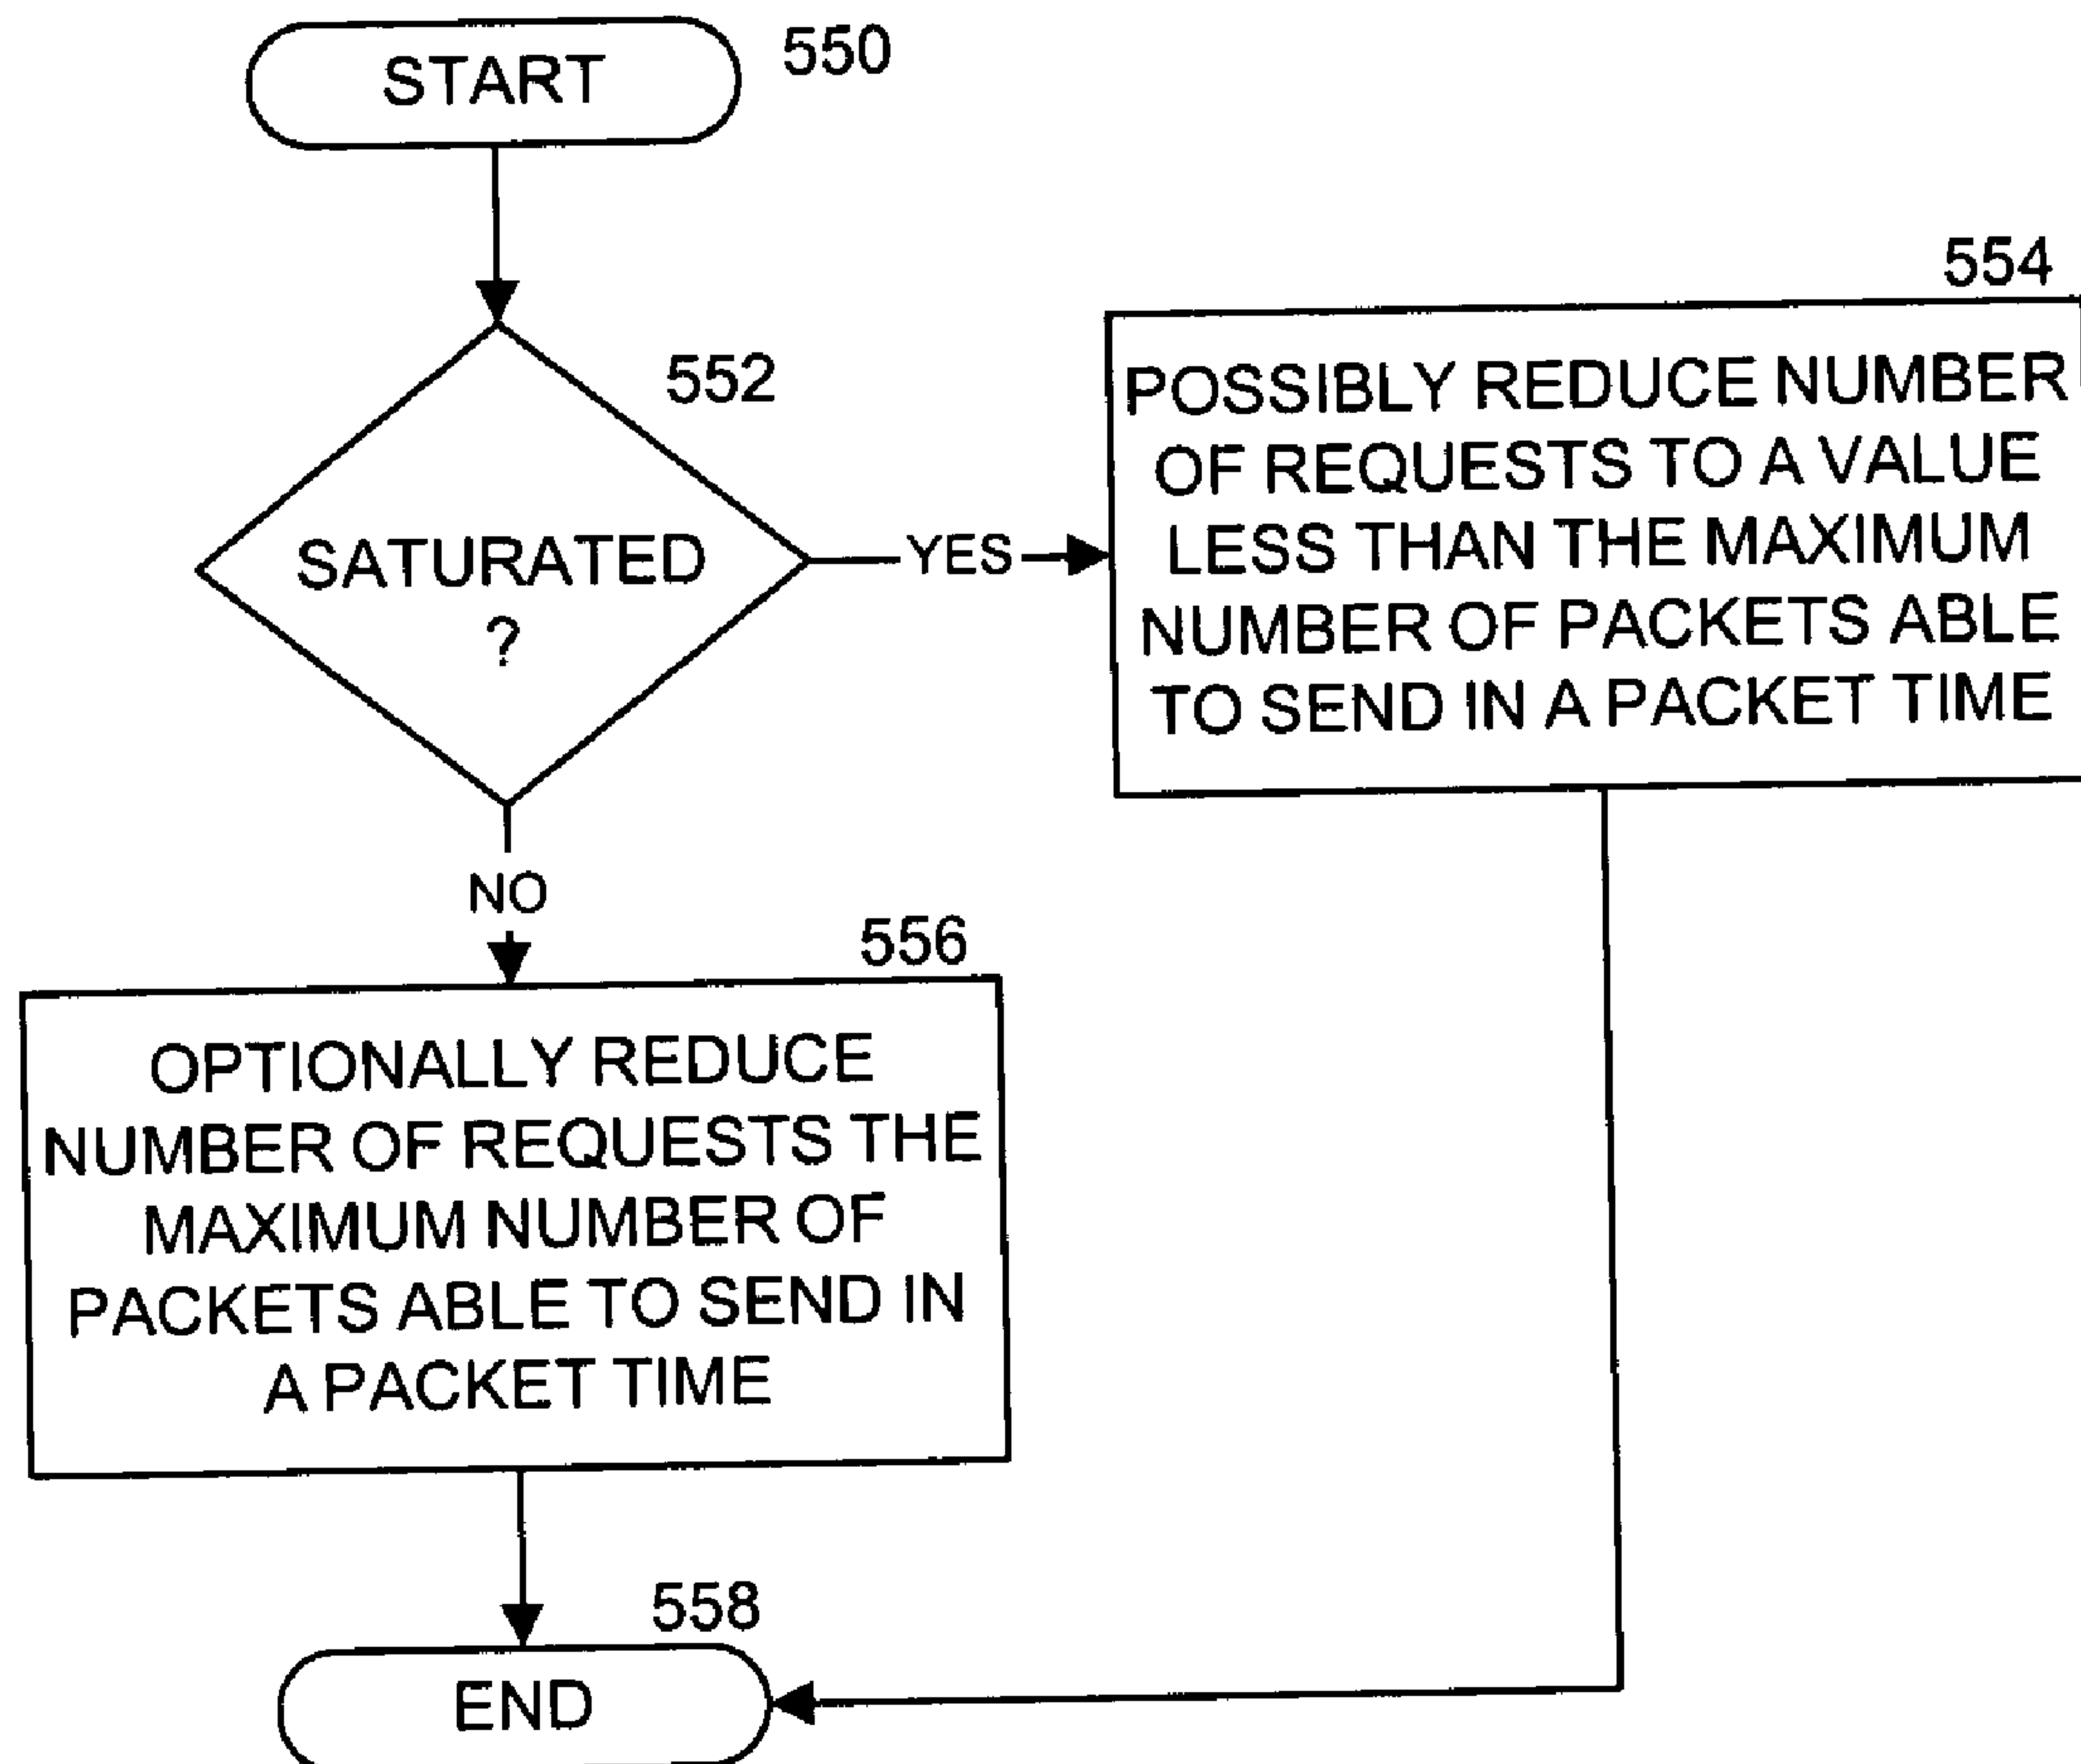 START
550
552
SATURATED
?
YES
554
POSSIBLY REDUCE NUMBER
OF REQUESTS TO A VALUE
LESS THAN THE MAXIMUM
NUMBER OF PACKETS ABLE
TO SEND IN A PACKET TIME
NO
556
OPTIONALLY REDUCE
NUMBER OF REQUESTS THE
MAXIMUM NUMBER OF
PACKETS ABLE TO SEND IN
A PACKET TIME
558
END